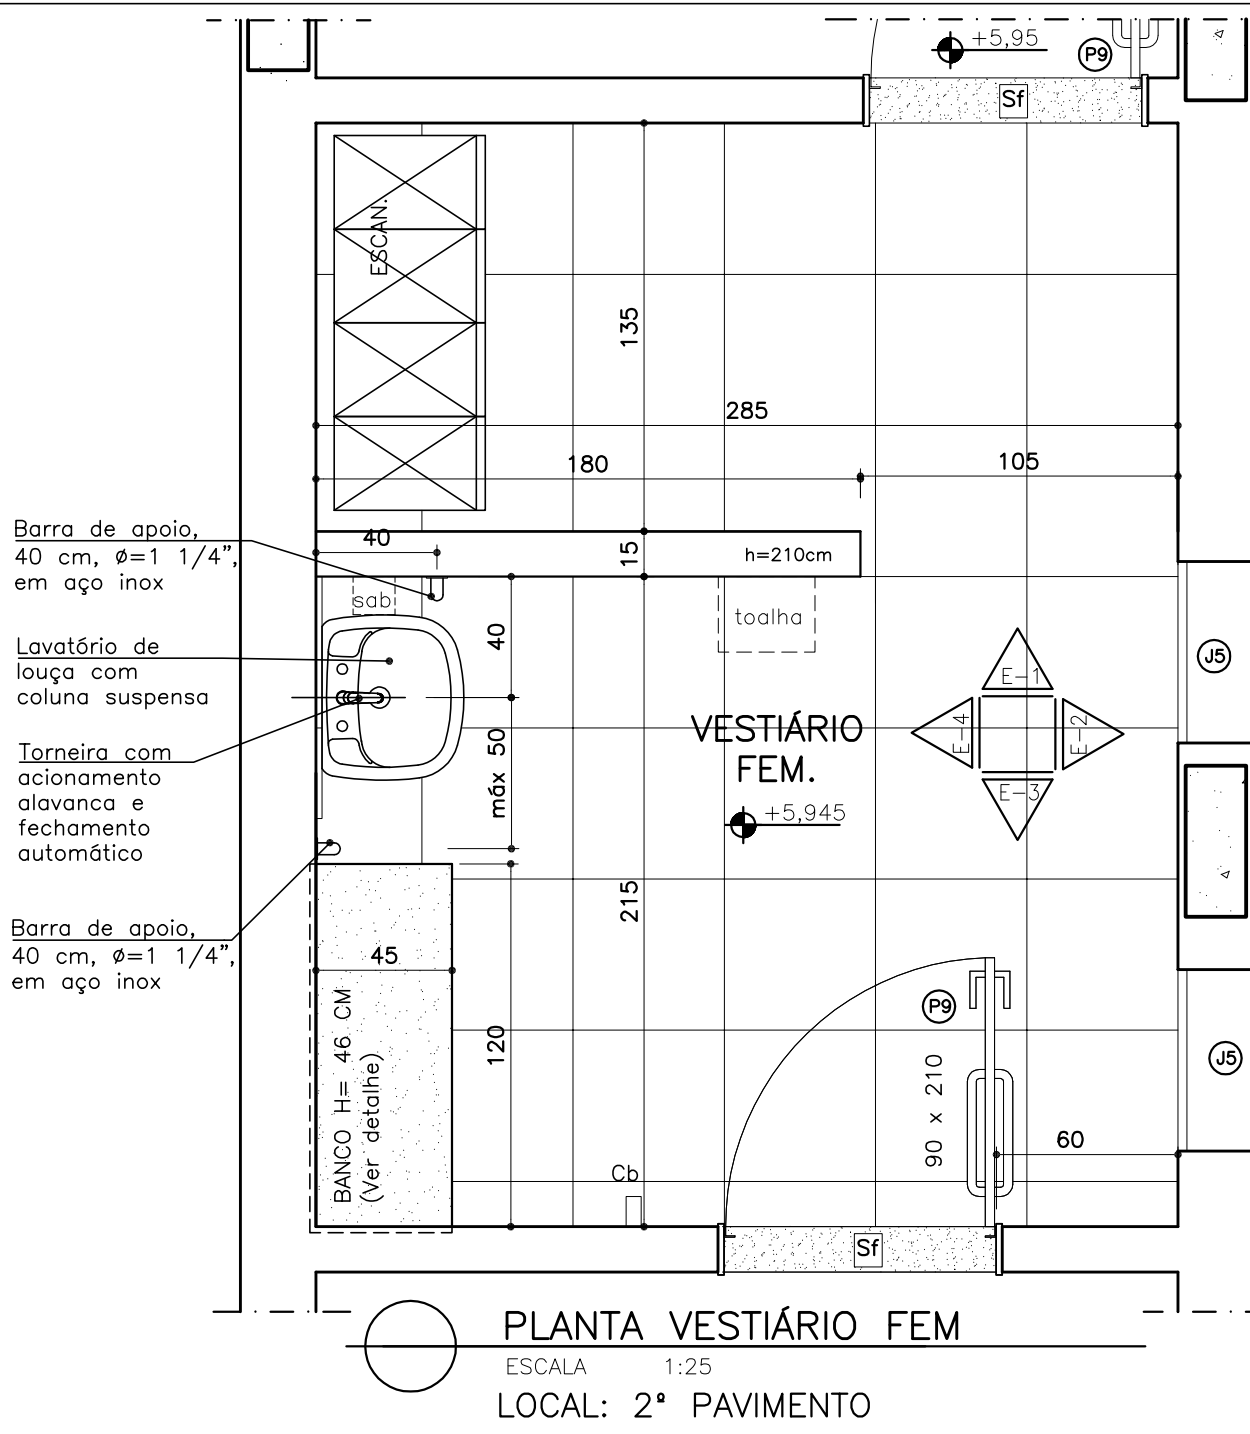 +5,95
P9
Sf
ESCAN.
135
285
180
105
Barra de apoio,
40 cm, ø=1 1/4”,
em aço inox
40
15
h=210cm
sab
toalha
40
Lavatório de
louça com
coluna suspensa
J5
E-1
E-4
E-2
E-3
VESTIÁRIO
FEM.
+5,945
máx 50
Torneira com
acionamento
alavanca e
fechamento
automático
215
Barra de apoio,
40 cm, ø=1 1/4”,
em aço inox
45
BANCO H= 46 CM
(Ver detalhe)
120
P9
90 x 210
J5
60
Cb
Sf
PLANTA VESTIÁRIO FEM
ESCALA 1:25
LOCAL: 2º PAVIMENTO